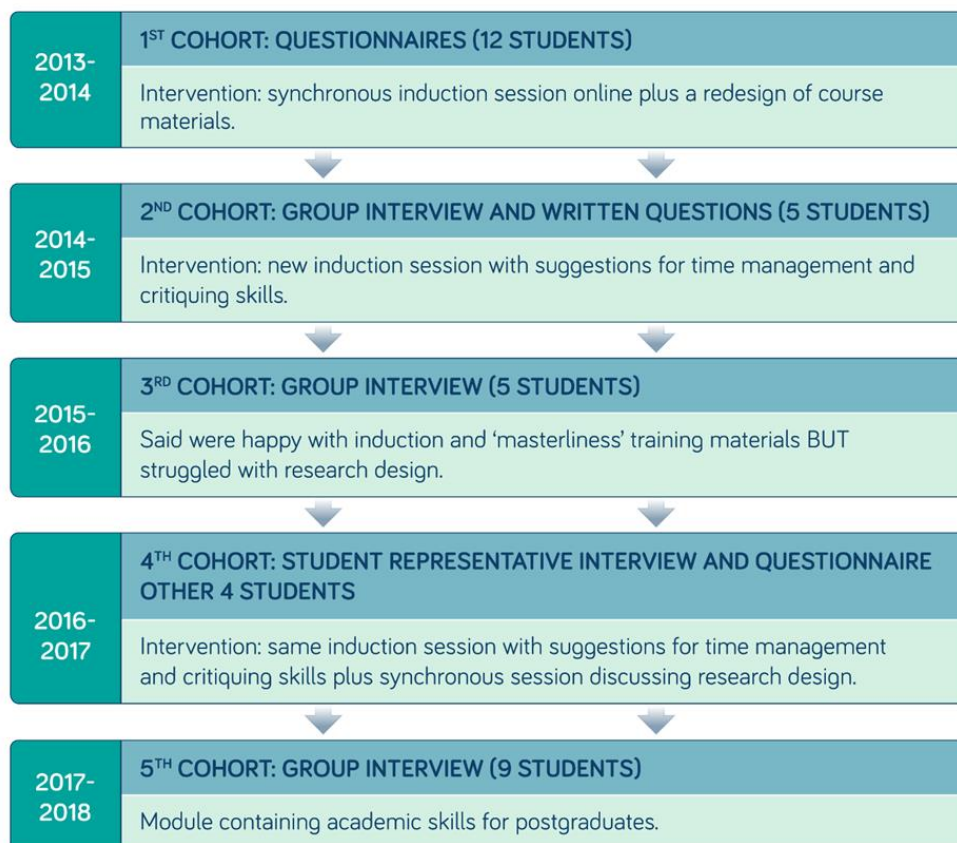 2013-
2014
1ST COHORT: QUESTIONNAIRES (12 STUDENTS)
Intervention: synchronous induction session online plus a redesign of course
materials.
2014-
2015
2ND COHORT: GROUP INTERVIEW AND WRITTEN QUESTIONS (5 STUDENTS)
Intervention: new induction session with suggestions for time management and
critiquing skills.
2015-
2016
3RD COHORT: GROUP INTERVIEW (5 STUDENTS)
Said were happy with induction and ‘masterliness’ training materials BUT
struggled with research design.
2016-
2017
4TH COHORT: STUDENT REPRESENTATIVE INTERVIEW AND QUESTIONNAIRE
OTHER 4 STUDENTS
Intervention: same induction session with suggestions for time management
and critiquing skills plus synchronous session discussing research design.
2017-
2018
5TH COHORT: GROUP INTERVIEW (9 STUDENTS)
Module containing academic skills for postgraduates.